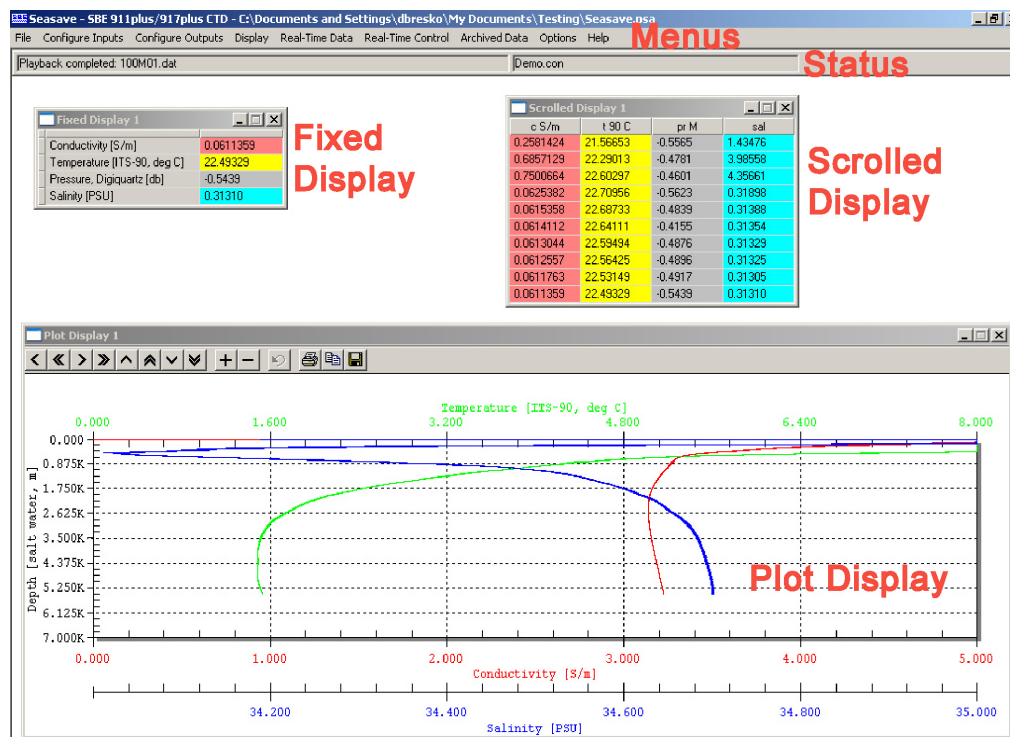 Seasave - SBE 911plus/917plus CTD - C:\Documents and Settings\dbresko\My Documents\Testing\Seasave.psa
File Configure Inputs Configure Outputs Display Real-Time Data Real-Time Control Archived Data Options Help
Menus
Playback completed: 100M01.dat Demo.con
Status
Fixed Display 1
Conductivity [S/m] 0.0611359
Temperature [ITS-90, deg C] 22.49329
Pressure, Digiquartz [db] -0.5439
Salinity [PSU] 0.31310
Fixed
Display
Scrolled Display 1
c S/m t 90 C pr M sal
0.2581424 21.56653 -0.5565 1.43476
0.6857129 22.29013 -0.4781 3.98558
0.7500664 22.60297 -0.4601 4.35661
0.0625382 22.70956 -0.5623 0.31898
0.0615358 22.68733 -0.4839 0.31388
0.0614112 22.64111 -0.4155 0.31354
0.0613044 22.59494 -0.4876 0.31329
0.0612557 22.56425 -0.4896 0.31325
0.0611763 22.53149 -0.4917 0.31305
0.0611359 22.49329 -0.5439 0.31310
Scrolled
Display
Plot Display 1
Temperature [ITS-90, deg C]
0.000 1.600 3.200 4.800 6.400 8.000
Depth [salt water, m]
0.000
0.875K
1.750K
2.625K
3.500K
4.375K
5.250K
6.125K
7.000K
Plot Display
0.000 1.000 2.000 3.000 4.000 5.000
Conductivity [S/m]
34.200 34.400 34.600 34.800 35.000
Salinity [PSU]